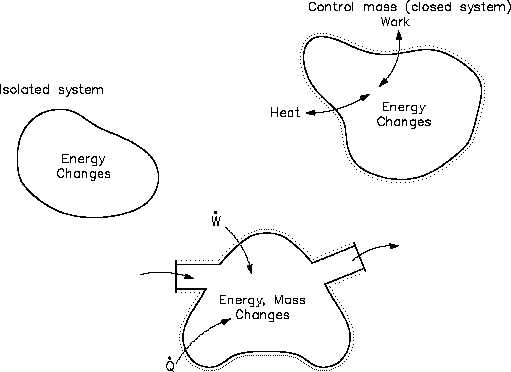 Control mass (closed system)
Work
Isolated system
Heat
Energy
Changes
Energy
Changes
Ẇ
Energy, Mass
Changes
Q̇